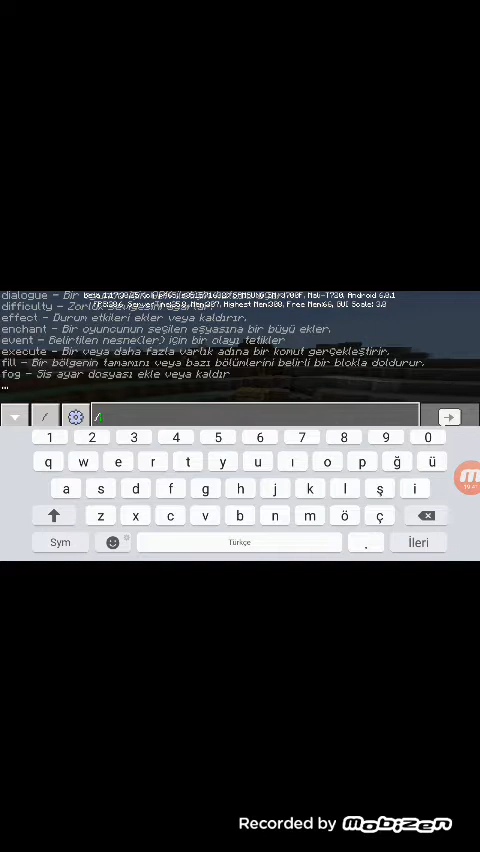 dialogue - Bir
difficulty - Zorluk seviyesini ayarlar,
effect - Durum etkileri ekler veya kaldırır,
enchant - Bir oyuncunun seçilen eşyasına bir büyü ekler,
event - Belirtilen nesne(ler) için bir olayı tetikler
execute - Bir veya daha fazla varlık adına bir komut gerçekleştirir,
fill - Bir bölgenin tamamını veya bazı bölümlerini belirli bir blokla doldurur,
fog - Sis ayar dosyası ekle veya kaldır
...
/ /
1 2 3 4 5 6 7 8 9 0
q w e r t y u ı o p ğ ü
a s d f g h j k l ş i
z x c v b n m ö ç
Sym Türkçe . İleri
Recorded by mobizen